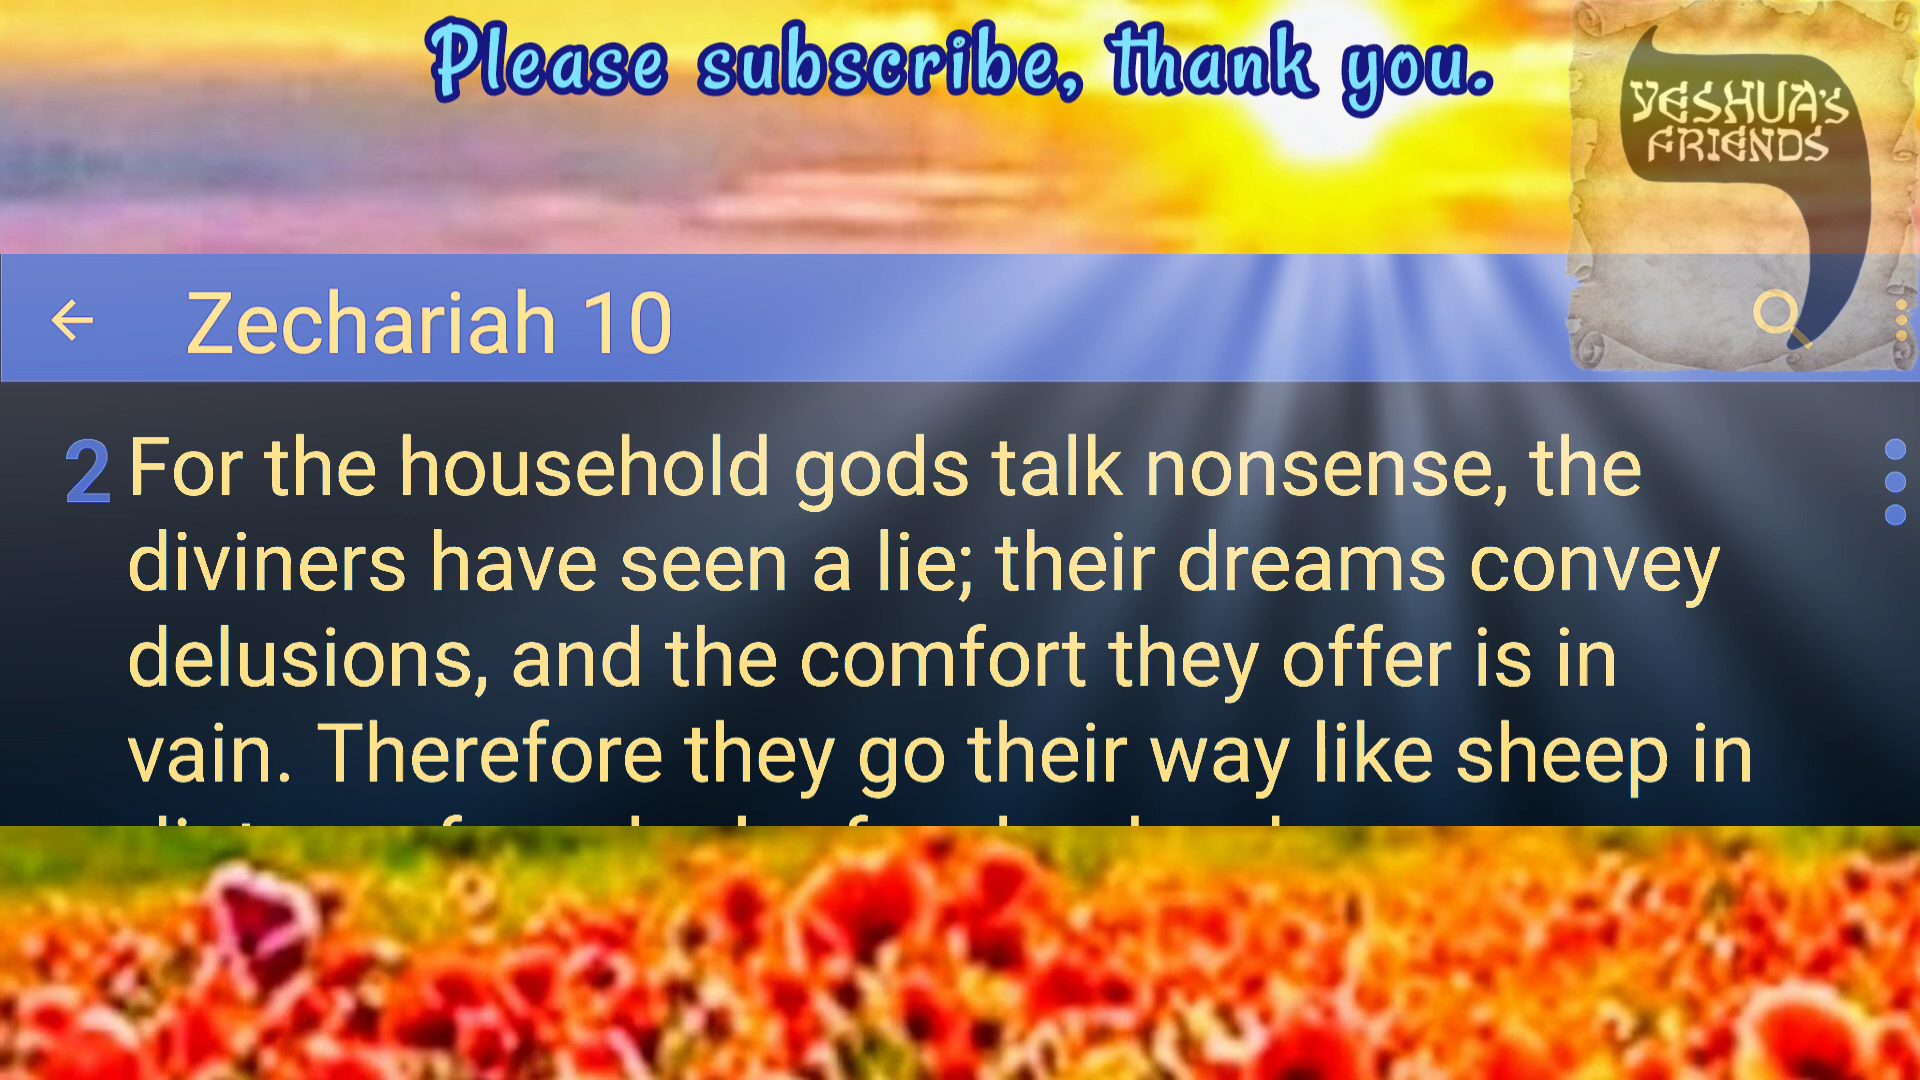 Please subscribe, thank you.
YESHUA'S
FRIENDS
Zechariah 10
2 For the household gods talk nonsense, the
diviners have seen a lie; their dreams convey
delusions, and the comfort they offer is in
vain. Therefore they go their way like sheep in